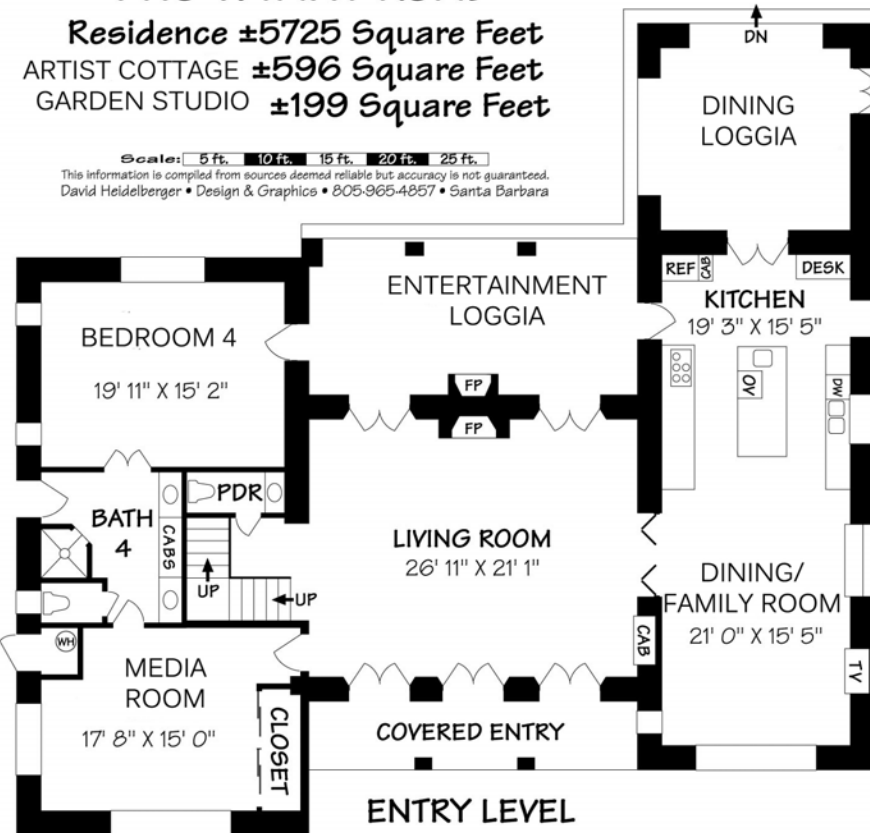 Residence ±5725 Square Feet
ARTIST COTTAGE ±596 Square Feet
GARDEN STUDIO ±199 Square Feet
Scale: 5 ft. 10 ft. 15 ft. 20 ft. 25 ft.
This information is compiled from sources deemed reliable but accuracy is not guaranteed.
David Heidelberger • Design & Graphics • 805-965-4857 • Santa Barbara
DN
DINING
LOGGIA
REF
CAB
DESK
KITCHEN
19' 3" X 15' 5"
ENTERTAINMENT
LOGGIA
BEDROOM 4
19' 11" X 15' 2"
FP
FP
OV
DW
PDR
BATH
4
CABS
UP
UP
LIVING ROOM
26' 11" X 21' 1"
DINING/
FAMILY ROOM
21' 0" X 15' 5"
CAB
TV
WH
MEDIA
ROOM
17' 8" X 15' 0"
CLOSET
COVERED ENTRY
ENTRY LEVEL